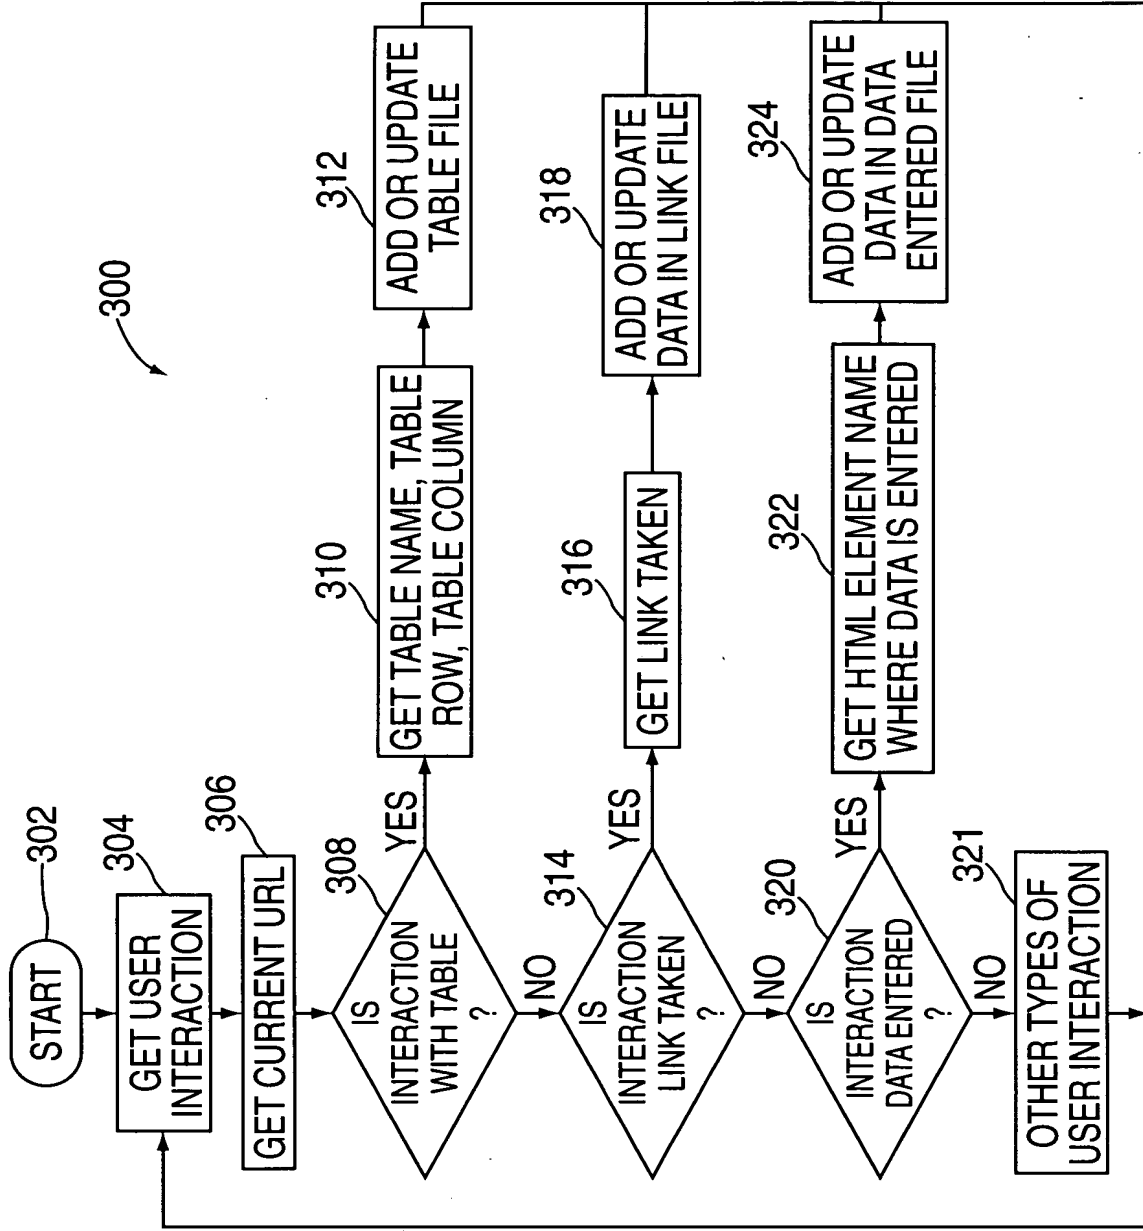 300
START
302
GET USER
INTERACTION
304
GET CURRENT URL
306
IS
INTERACTION
WITH TABLE
?
308
YES
NO
GET TABLE NAME, TABLE
ROW, TABLE COLUMN
310
ADD OR UPDATE
TABLE FILE
312
IS
INTERACTION
LINK TAKEN
?
314
YES
NO
GET LINK TAKEN
316
ADD OR UPDATE
DATA IN LINK FILE
318
IS
INTERACTION
DATA ENTERED
?
320
YES
NO
GET HTML ELEMENT NAME
WHERE DATA IS ENTERED
322
ADD OR UPDATE
DATA IN DATA
ENTERED FILE
324
OTHER TYPES OF
USER INTERACTION
321